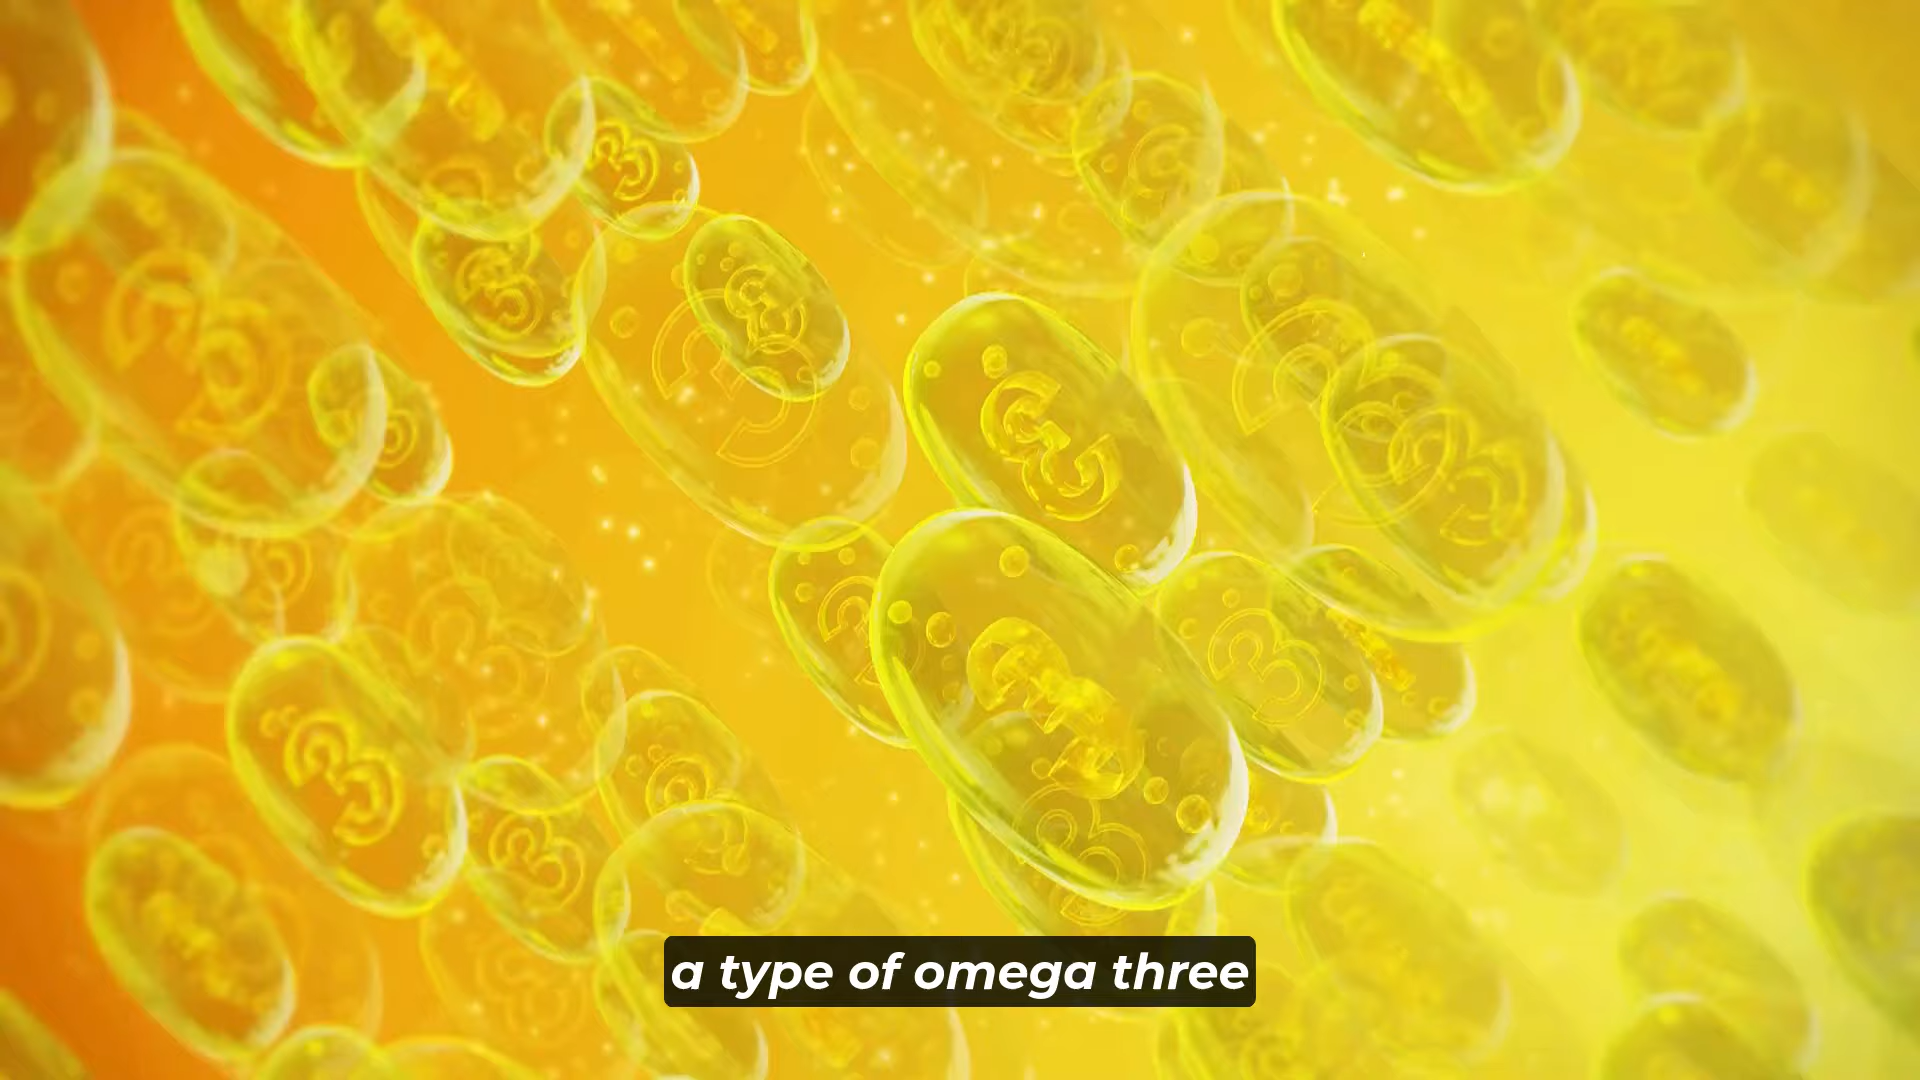 a type of omega three